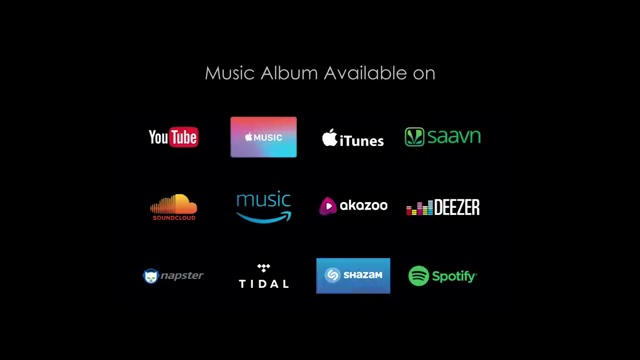 Music Album Available on
YouTube
MUSIC
iTunes
saavn
SOUNDCLOUD
music
akazoo
DEEZER
napster
TIDAL
SHAZAM
Spotify